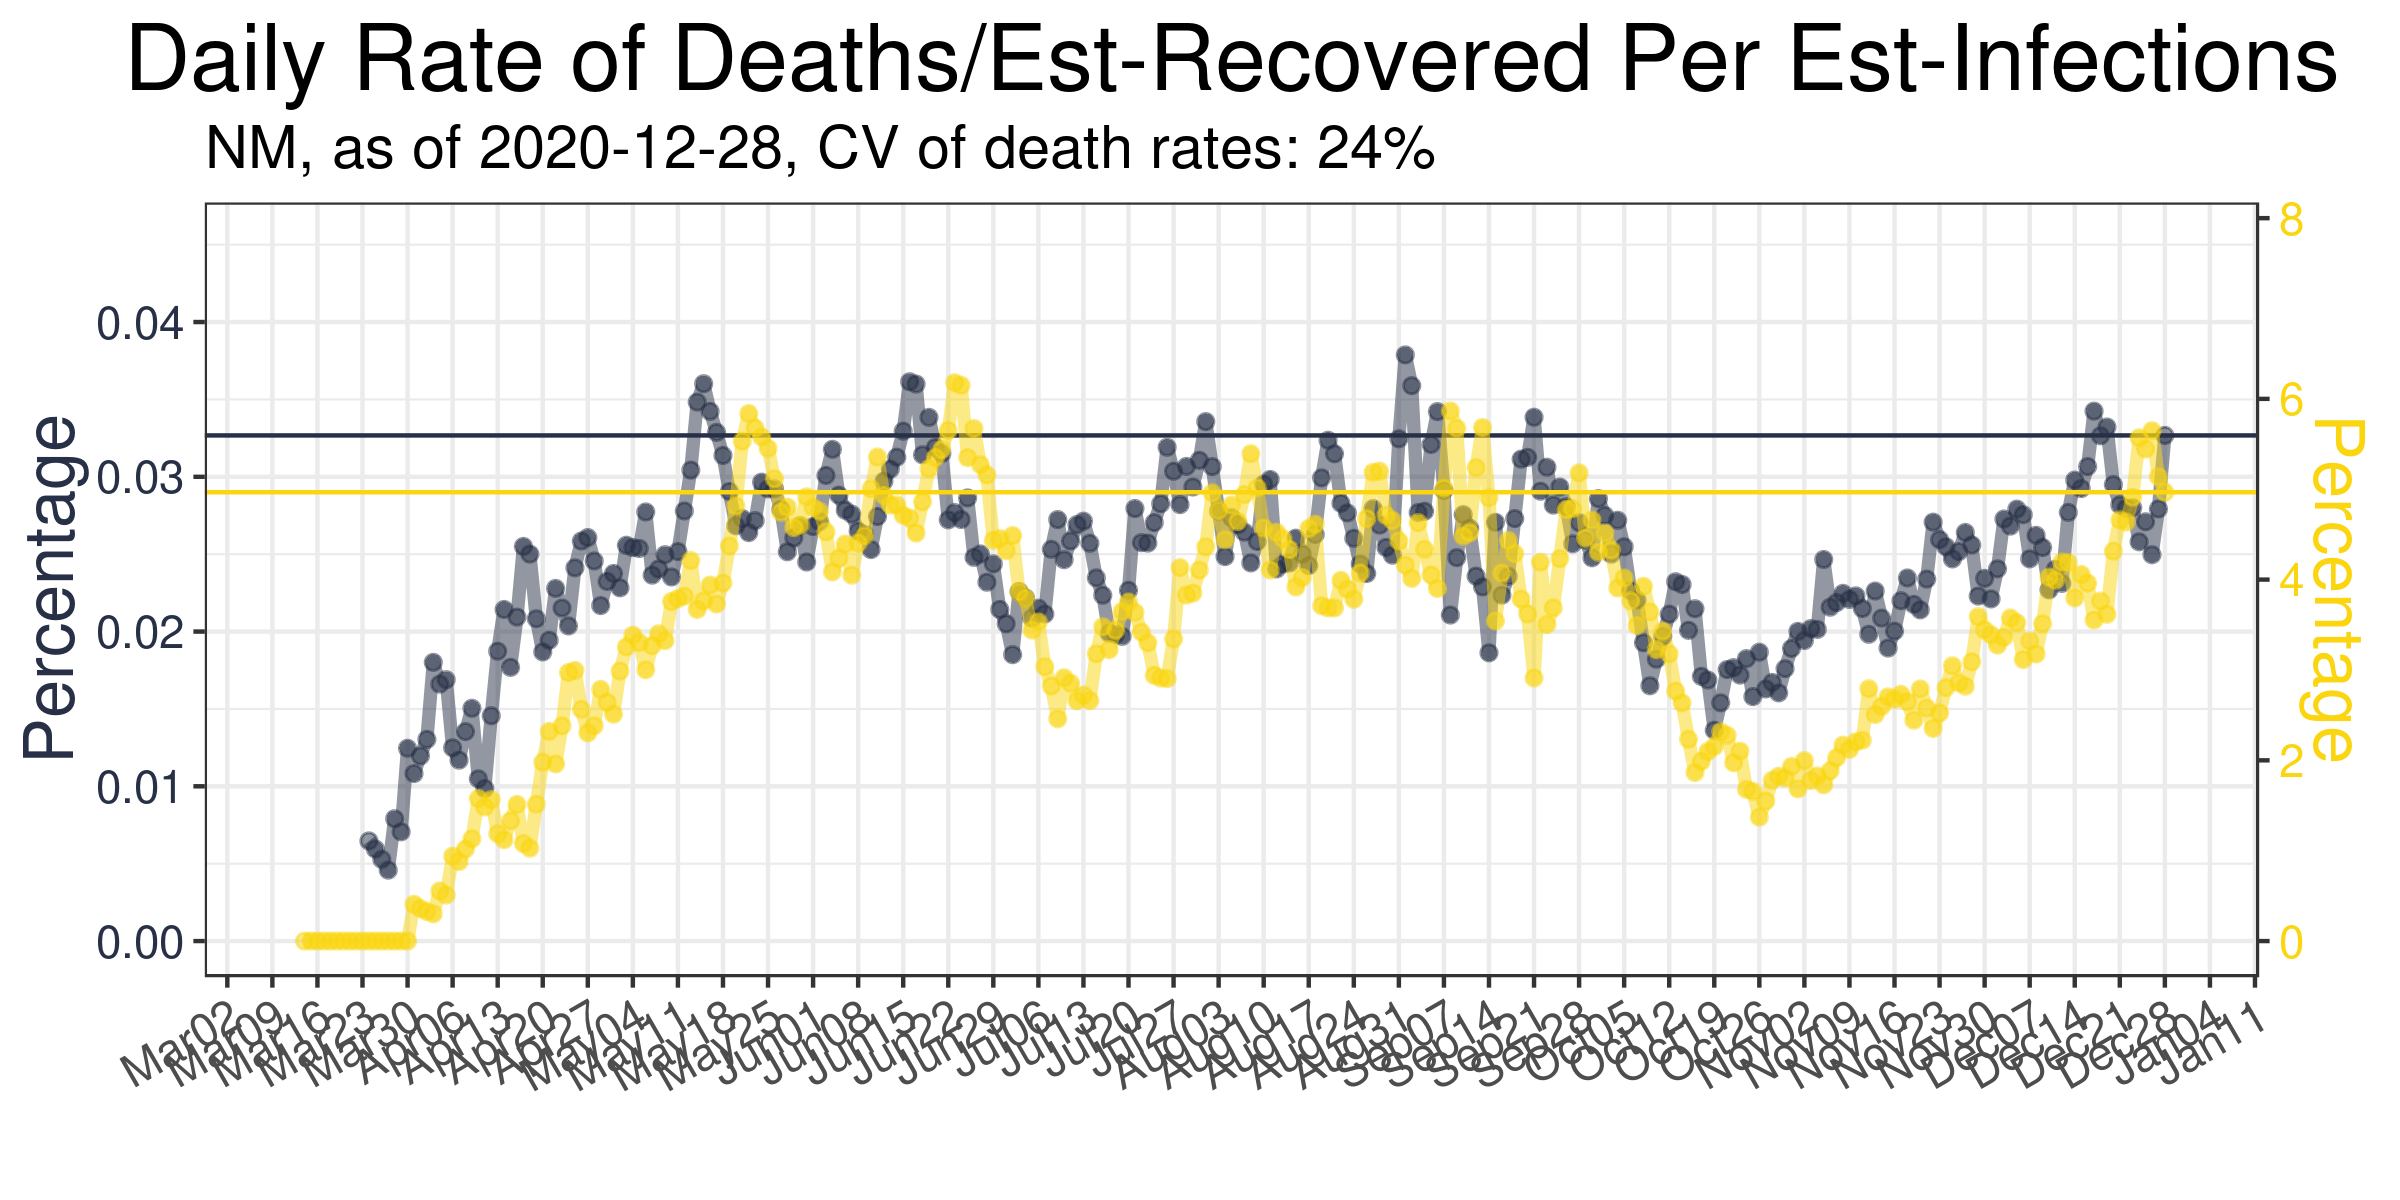 Daily Rate of Deaths/Est-Recovered Per Est-Infections
NM, as of 2020-12-28, CV of death rates: 24%
Percentage
0.04
0.03
0.02
0.01
0.00
8
6
4
2
0
Percentage
Mar02
Mar09
Mar16
Mar23
Mar30
Apr06
Apr13
Apr20
Apr27
May04
May11
May18
May25
Jun01
Jun08
Jun15
Jun22
Jun29
Jul06
Jul13
Jul20
Jul27
Aug03
Aug10
Aug17
Aug24
Aug31
Sep07
Sep14
Sep21
Sep28
Oct05
Oct12
Oct19
Oct26
Nov02
Nov09
Nov16
Nov23
Nov30
Dec07
Dec14
Dec21
Dec28
Jan04
Jan11